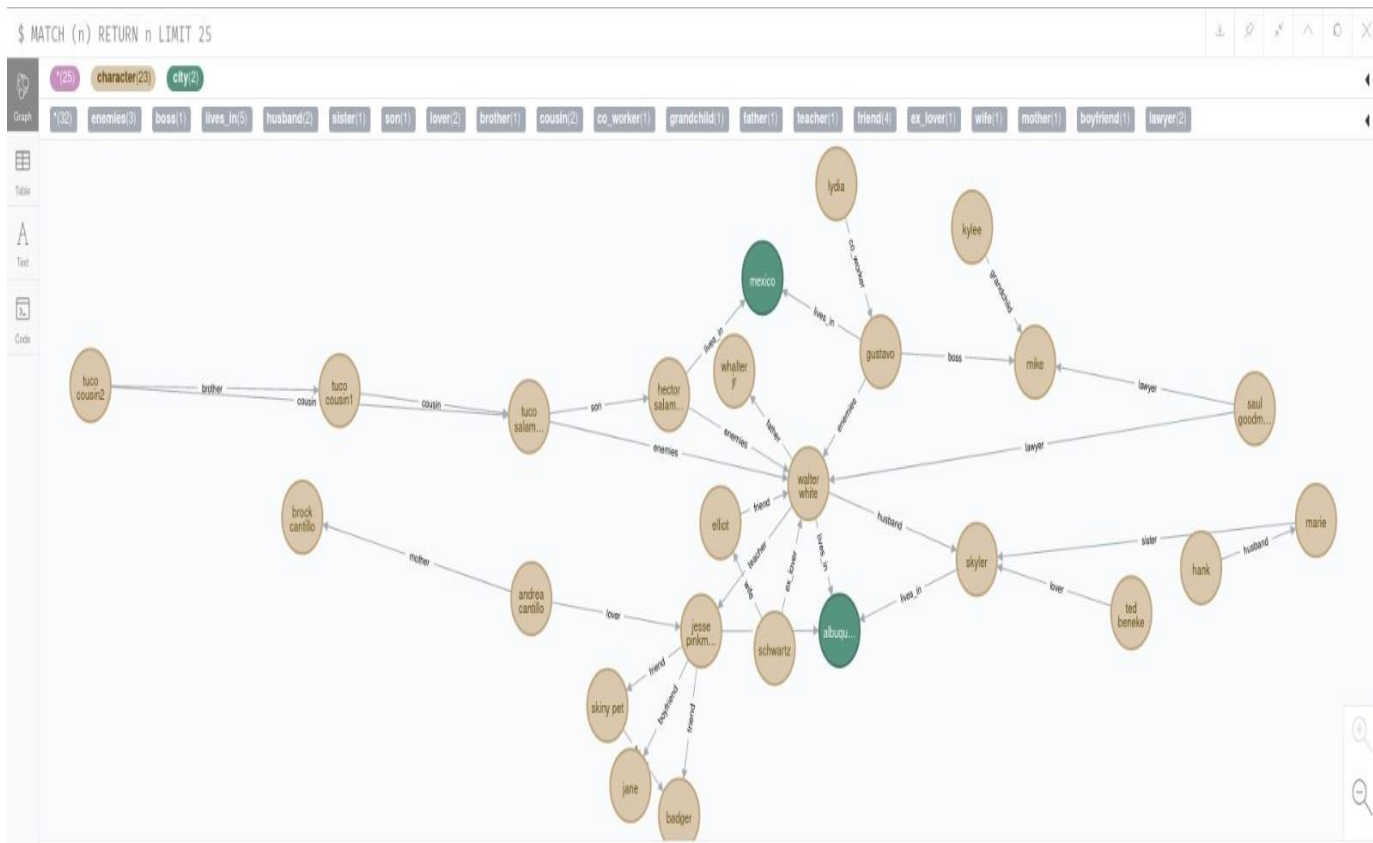 $ MATCH (n) RETURN n LIMIT 25
Graph
*(25) character(23) city(2)
*(32) enemies(3) boss(1) lives_in(5) husband(2) sister(1) son(1) lover(2) brother(1) cousin(2) co_worker(1) grandchild(1) father(1) teacher(1) friend(4) ex_lover(1) wife(1) mother(1) boyfriend(1) lawyer(2)
Table
A
Text
Code
lydia
kylee
co_worker
grandchild
mexico
lives_in
lives_in
gustavo
boss
mike
whalter
jr
tuco
cousin2
brother
cousin
tuco
cousin1
cousin
tuco
salam...
son
hector
salam...
enemies
enemies
father
enemies
lawyer
lawyer
saul
goodm...
walter
white
brock
cantillo
mother
andrea
cantillo
lover
elliot
friend
teacher
wife
ex_lover
lives_in
husband
skyler
lives_in
sister
marie
hank
husband
lover
ted
beneke
jesse
pinkm...
schwartz
albuqu...
friend
boyfriend
friend
skiny pet
jane
badger